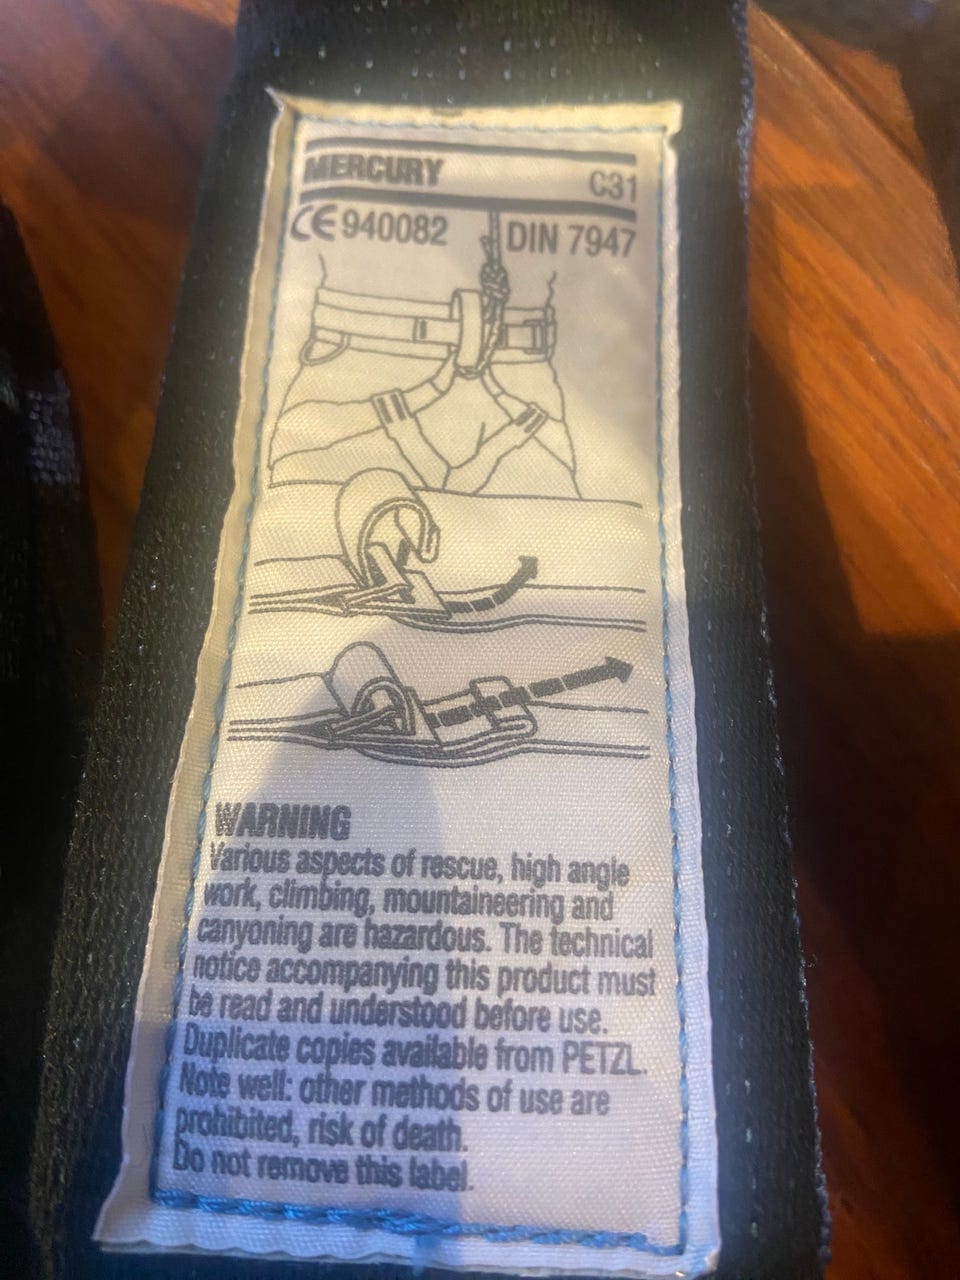 MERCURY C31
CE 940082 DIN 7947
WARNING
Various aspects of rescue, high angle
work, climbing, mountaineering and
canyoning are hazardous. The technical
notice accompanying this product must
be read and understood before use.
Duplicate copies available from PETZL.
Note well: other methods of use are
prohibited, risk of death.
Do not remove this label.